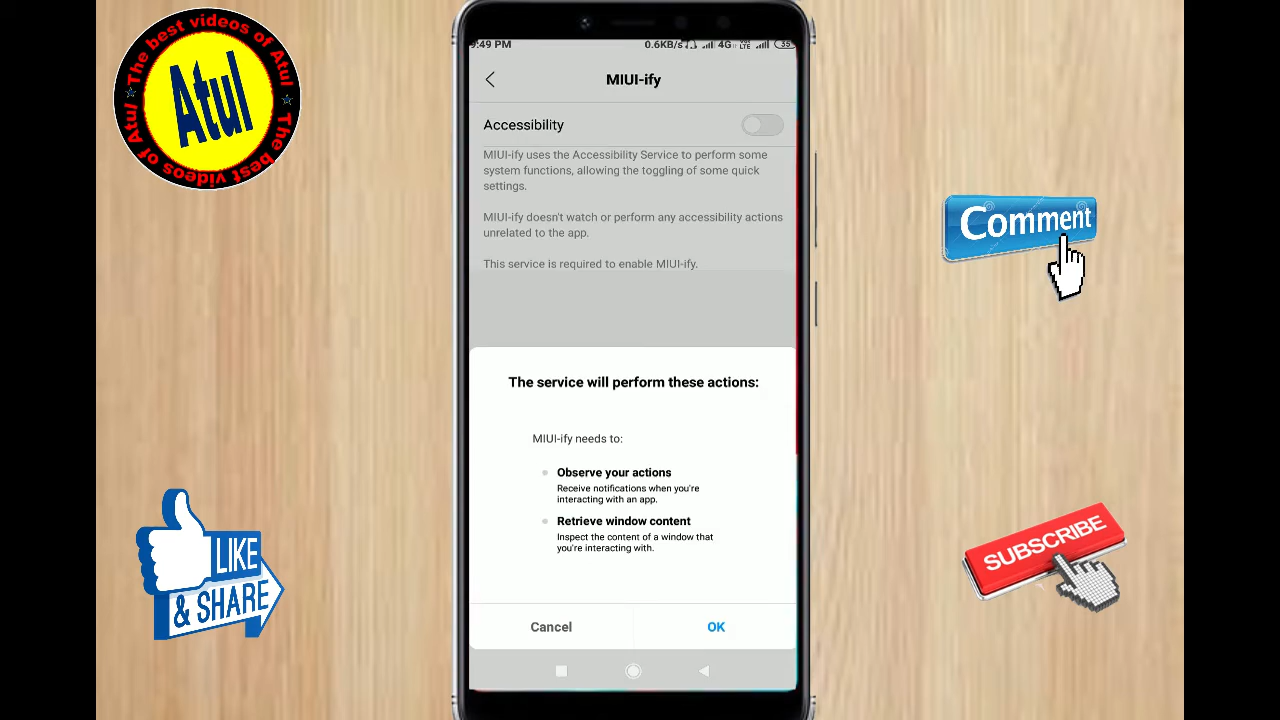 The best videos of Atul
Atul
The best videos of Atul
9:49 PM
0.6KB/s 4G VoLTE 35
MIUI-ify
Accessibility
MIUI-ify uses the Accessibility Service to perform some
system functions, allowing the toggling of some quick
settings.
MIUI-ify doesn't watch or perform any accessibility actions
unrelated to the app.
This service is required to enable MIUI-ify.
The service will perform these actions:
MIUI-ify needs to:
Observe your actions
Receive notifications when you're
interacting with an app.
Retrieve window content
Inspect the content of a window that
you're interacting with.
Cancel
OK
Comment
LIKE
& SHARE
SUBSCRIBE